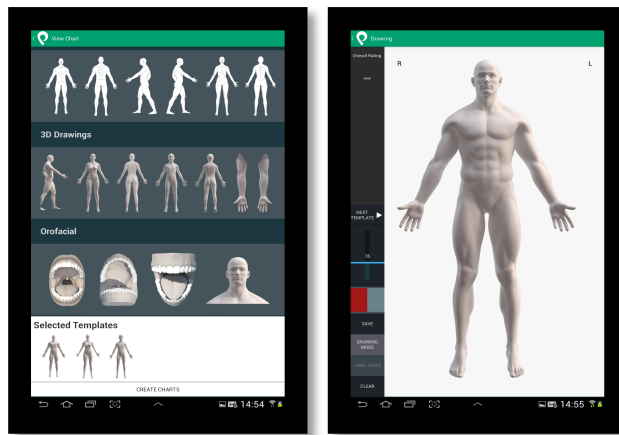 View Chart
3D Drawings
Orofacial
Selected Templates
CREATE CHARTS
14:54
Drawing
Overall Rating
R
L
NEXT
TEMPLATE
15
SAVE
DRAWING
MODE
LABEL MODE
CLEAR
14:55